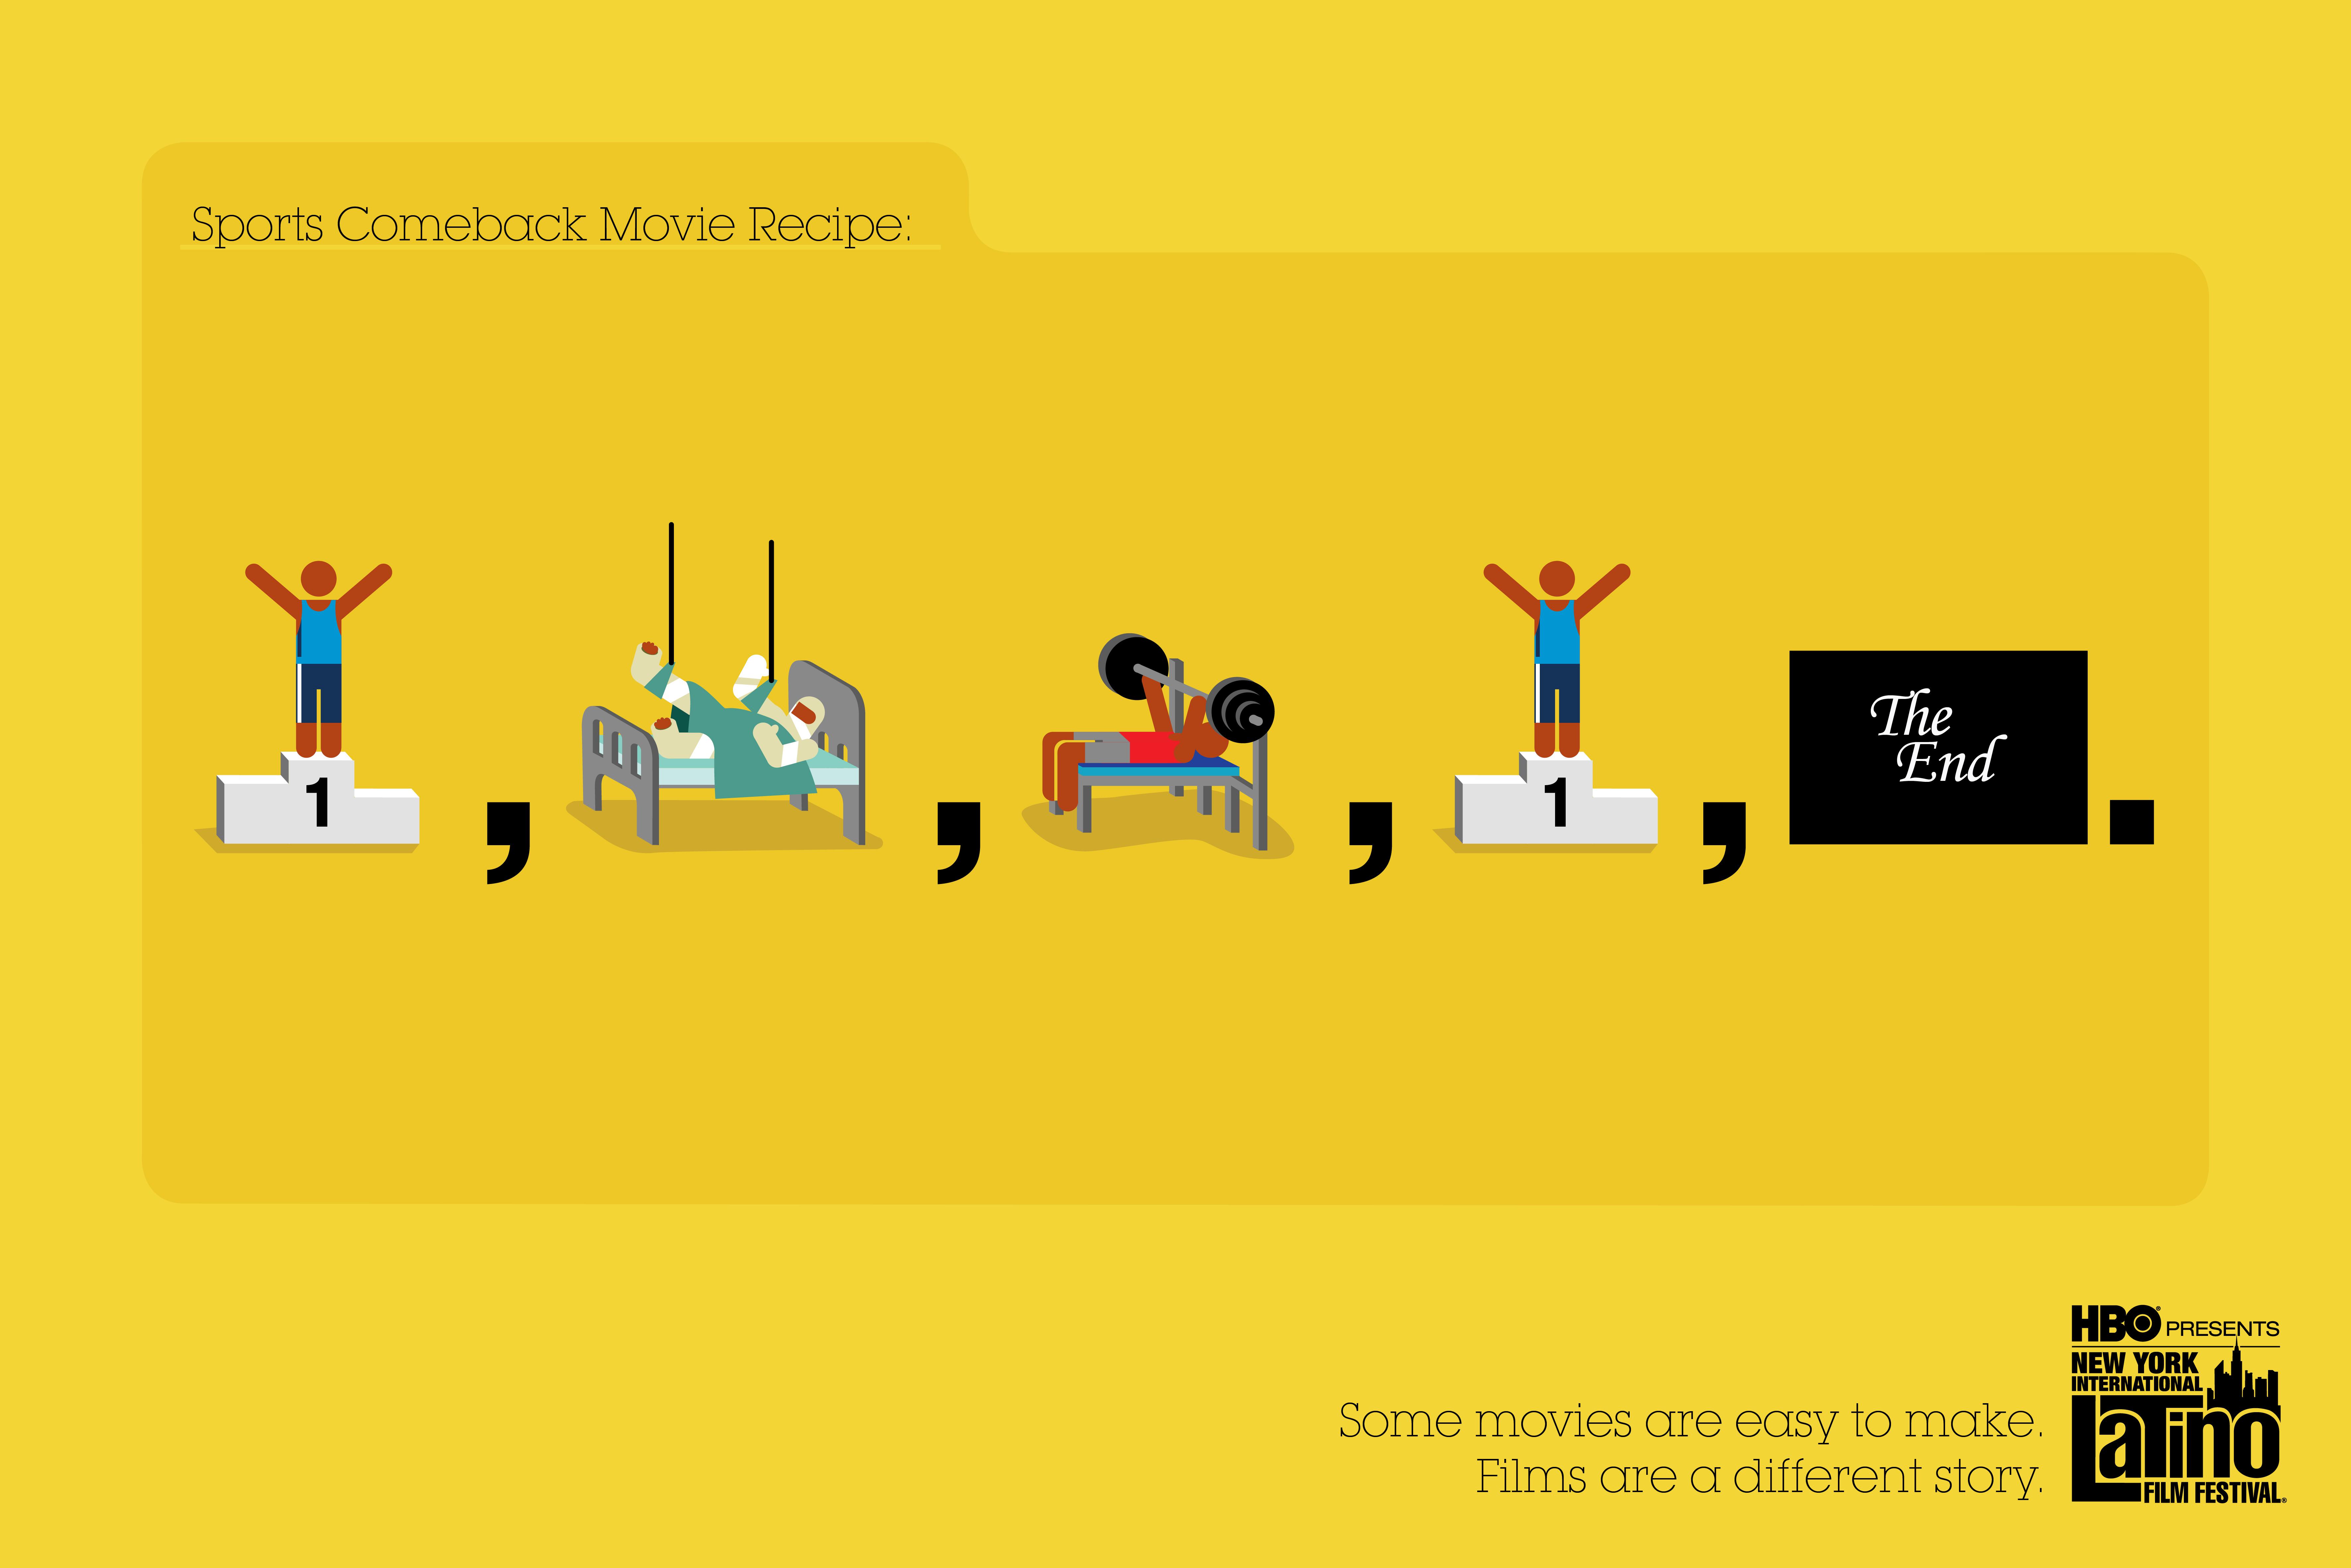 Sports Comeback Movie Recipe:
1
,
,
,
1
,
The
End
.
HBO® PRESENTS
NEW YORK
INTERNATIONAL
LaTino
FILM FESTIVAL®
Some movies are easy to make.
Films are a different story.